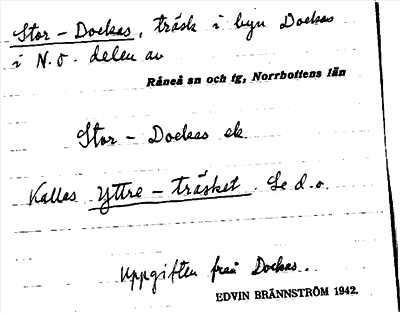 Stor-Dockas, träsk i byn Dockas
i N.Ö. delen av
Råneå sn och tg, Norrbottens län
Stor-Dockas ek.
Kallas Yttre-träsket. Se d.o.
Uppgiften från Dockas.
EDVIN BRÄNNSTRÖM 1942.